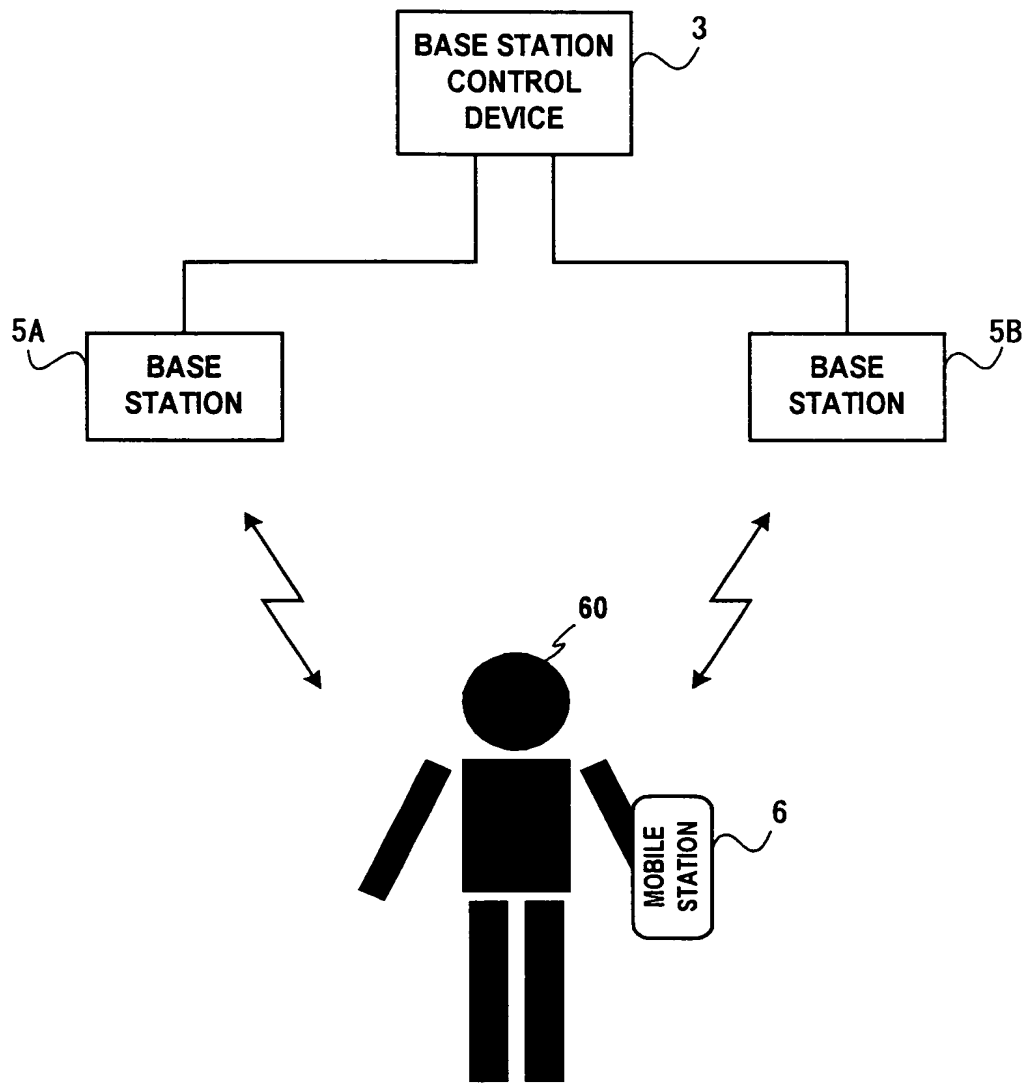 BASE STATION
CONTROL
DEVICE
3
5A
BASE
STATION
BASE
STATION
5B
60
MOBILE
STATION
6